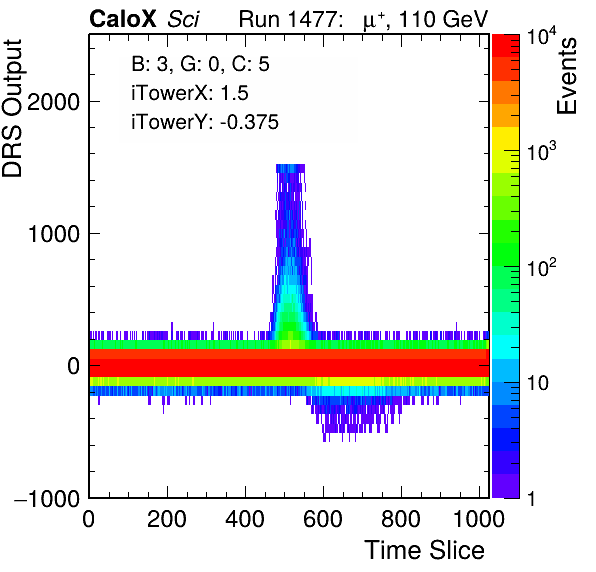 CaloX Sci Run 1477: μ⁺, 110 GeV
B: 3, G: 0, C: 5
iTowerX: 1.5
iTowerY: -0.375
DRS Output
2000
1000
0
−1000
0 200 400 600 800 1000
Time Slice
Events
10⁴
10³
10²
10
1